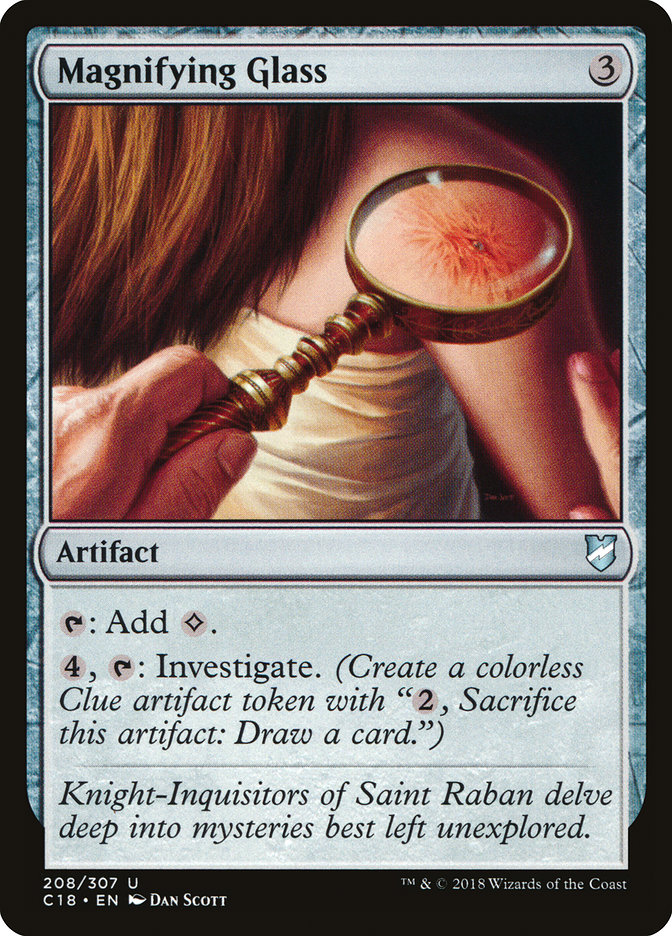 Magnifying Glass 3
Dan Scott
Artifact
: Add .
4, : Investigate. (Create a colorless
Clue artifact token with “2, Sacrifice
this artifact: Draw a card.”)
Knight-Inquisitors of Saint Raban delve
deep into mysteries best left unexplored.
208/307 U
C18 • EN Dan Scott
™ & © 2018 Wizards of the Coast